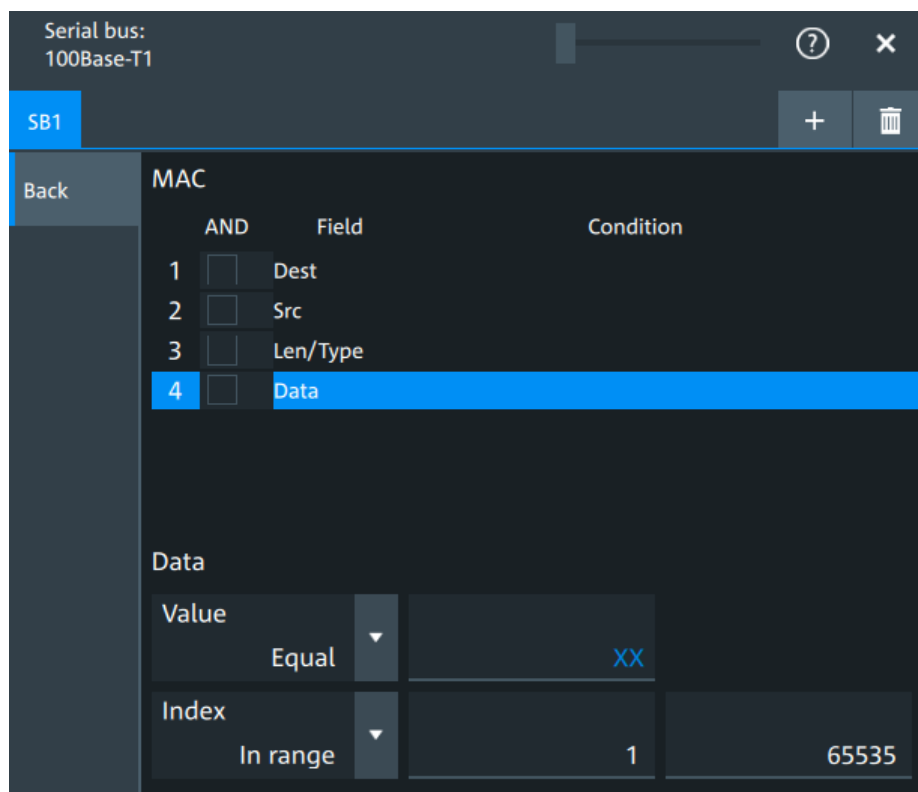 Serial bus:
100Base-T1
?
SB1
+
Back
MAC
AND Field Condition
1 Dest
2 Src
3 Len/Type
4 Data
Data
Value
Equal XX
Index
In range 1 65535